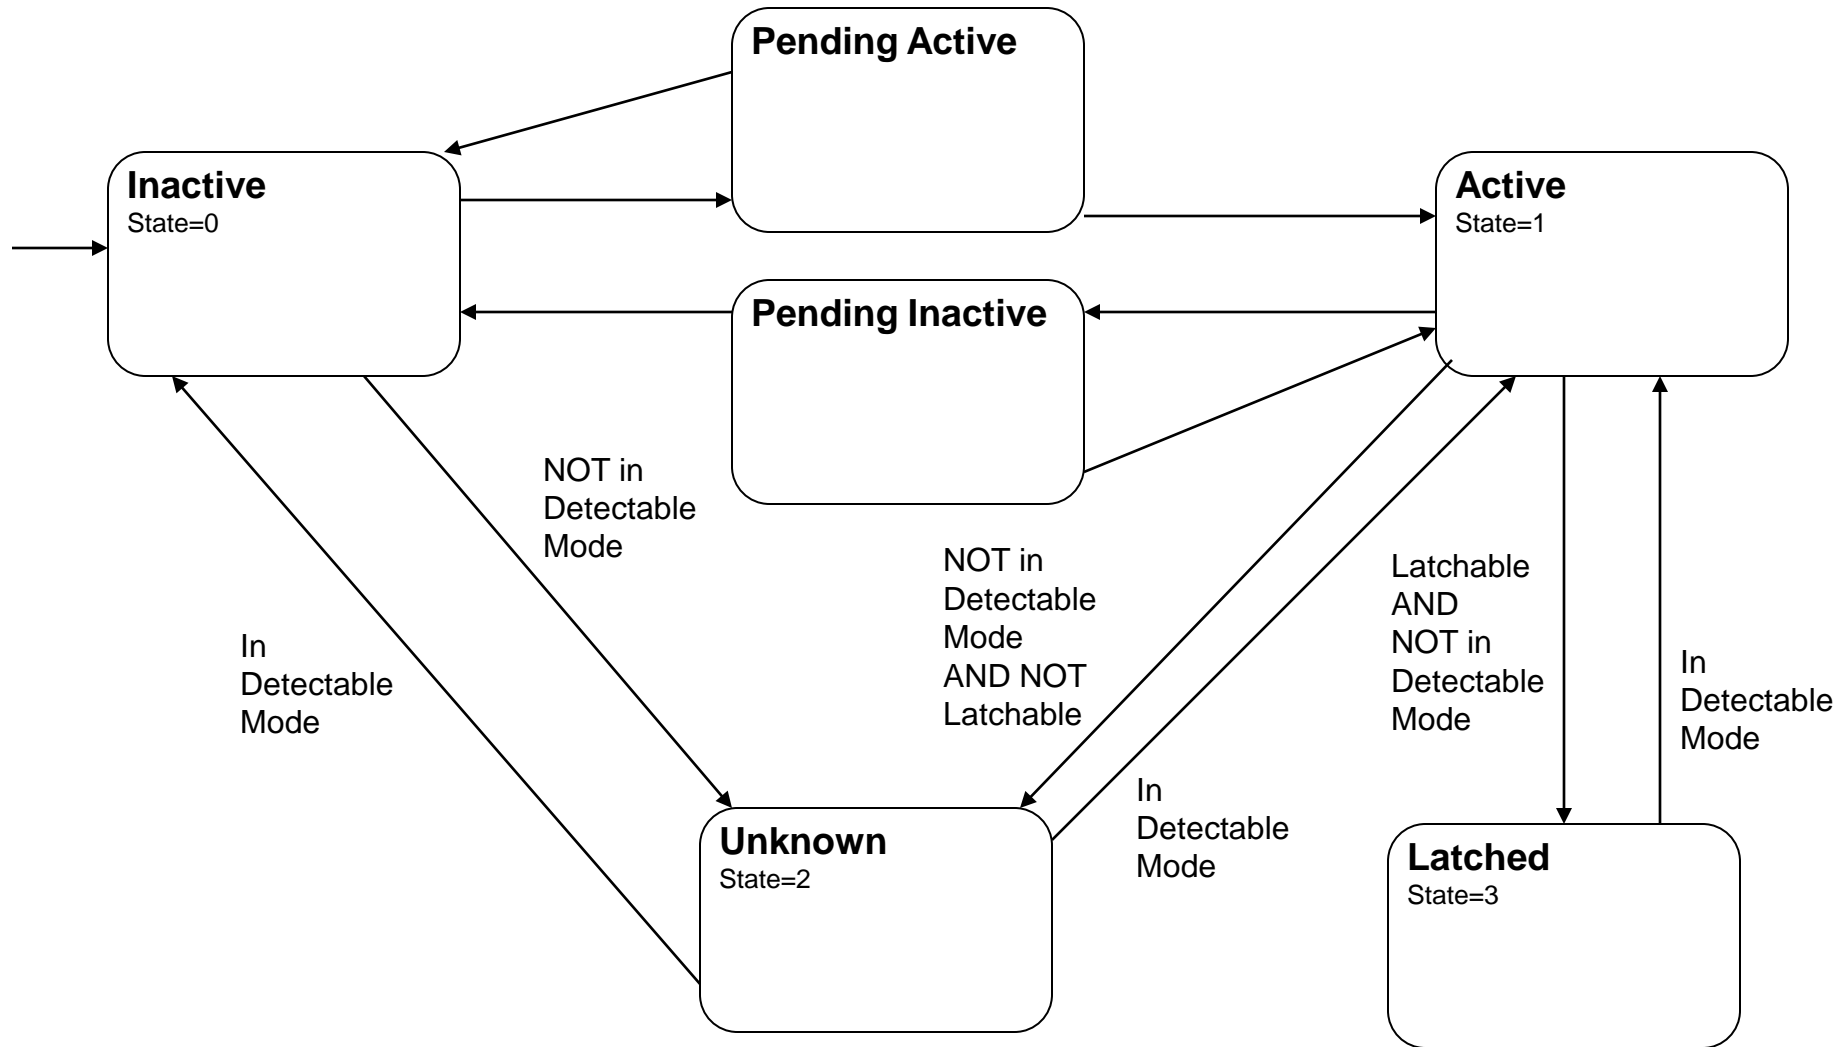 Pending Active
Inactive
State=0
Active
State=1
Pending Inactive
NOT in
Detectable
Mode
NOT in
Detectable
Mode
AND NOT
Latchable
Latchable
AND
NOT in
Detectable
Mode
In
Detectable
Mode
In
Detectable
Mode
In
Detectable
Mode
Unknown
State=2
Latched
State=3